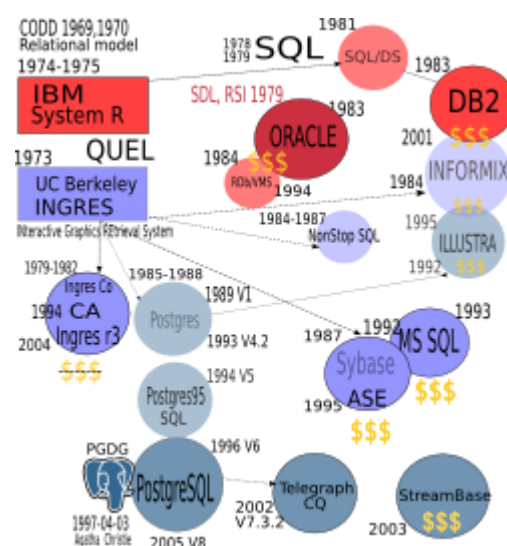 CODD 1969,1970
Relational model
1974-1975
IBM
System R
1978
1979
SQL
1981
SQL/DS
1983
DB2
$$$
SDL, RSI 1979
1983
ORACLE
$$$
1984
RDb/VMS
1994
2001
INFORMIX
1984
$$$
1973
QUEL
UC Berkeley
INGRES
INteractive Graphics REtrieval System
1984-1987
NonStop SQL
1995
ILLUSTRA
1992
$$$
1979-1982
Ingres Co
1994
CA
Ingres r3
2004
$$$
1985-1988
1989 V1
Postgres
1993 V4.2
1994 V5
Postgres95
SQL
1987
1992
1993
MS SQL
$$$
Sybase
ASE
1995
$$$
PGDG
1996 V6
PostgreSQL
1997-04-03
Agatha Christie
2005 V8
Telegraph
CQ
2002
V7.3.2
StreamBase
2003
$$$